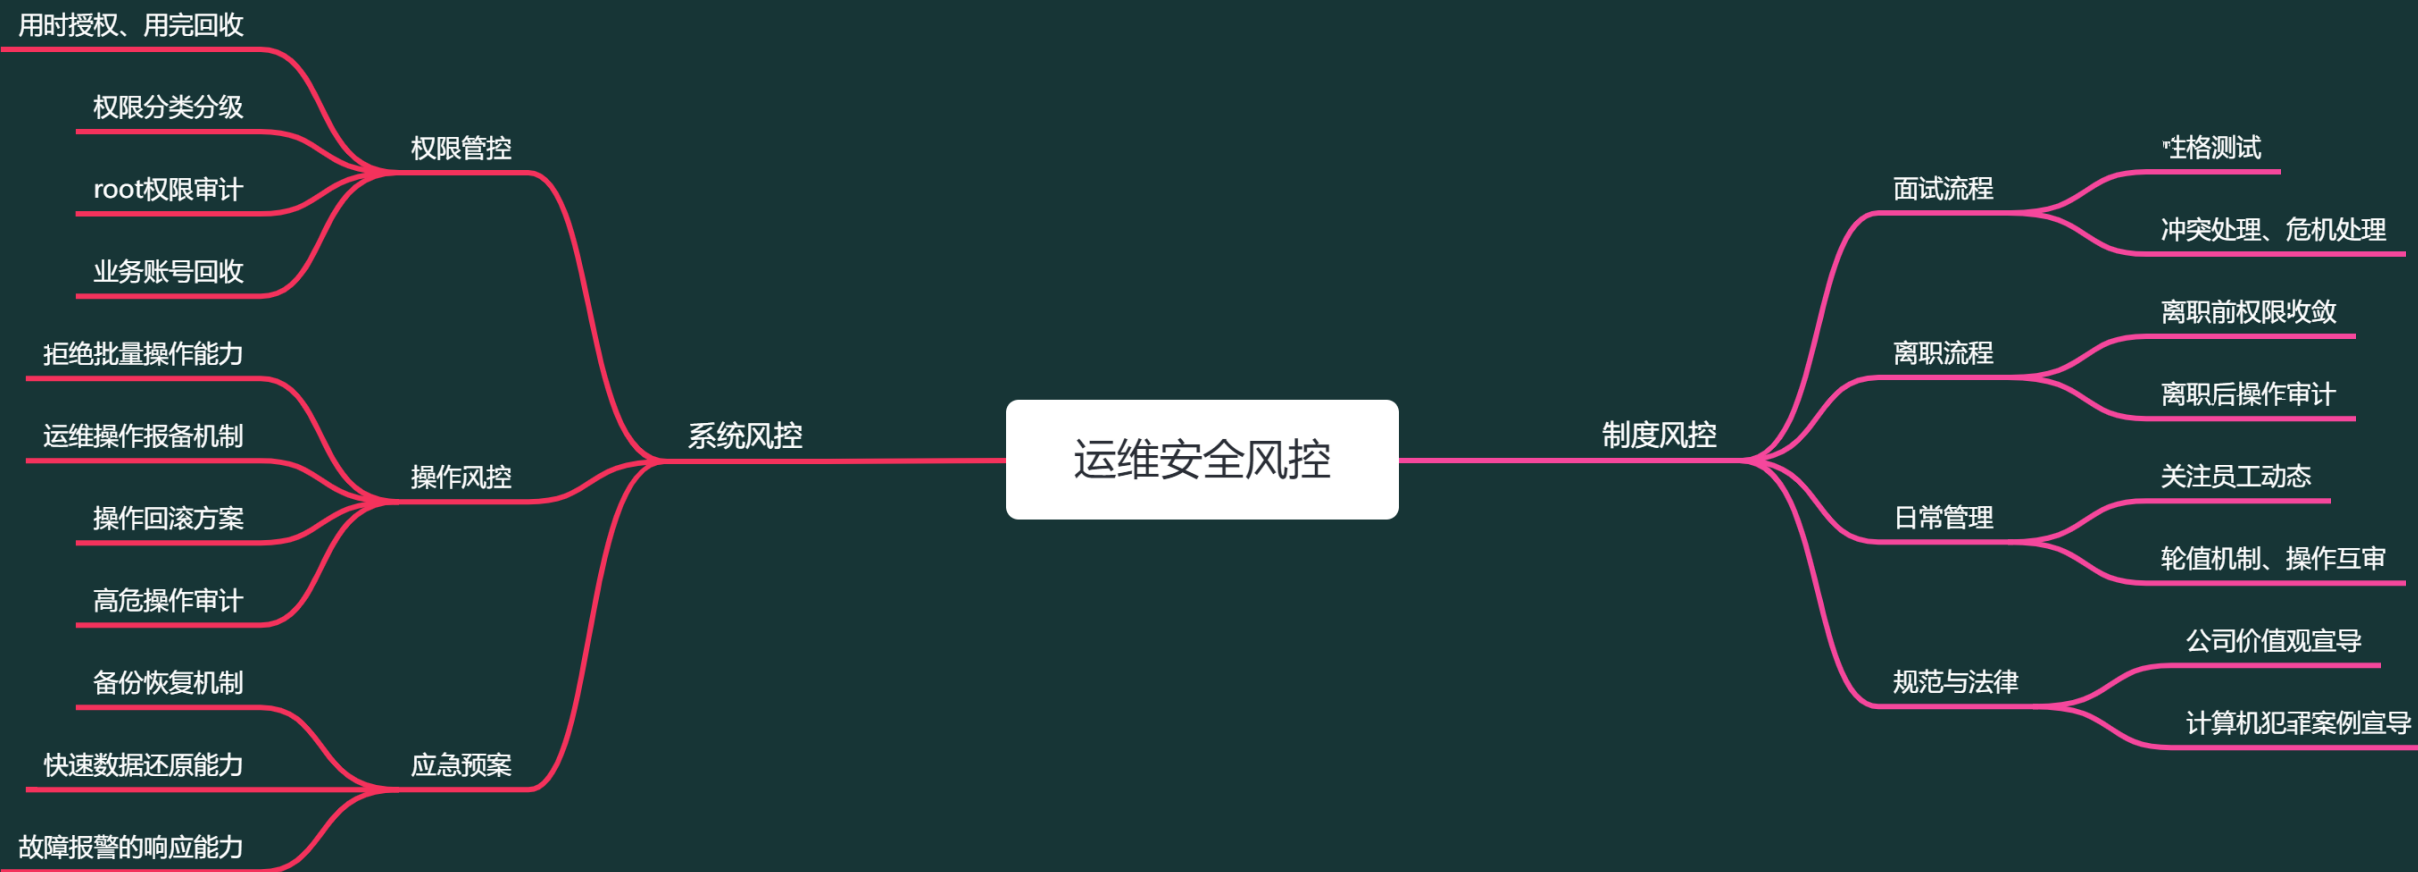 用时授权、用完回收
权限分类分级
root权限审计
业务账号回收
权限管控
拒绝批量操作能力
运维操作报备机制
操作回滚方案
高危操作审计
操作风控
备份恢复机制
快速数据还原能力
故障报警的响应能力
应急预案
系统风控
运维安全风控
制度风控
面试流程
性格测试
冲突处理、危机处理
离职流程
离职前权限收敛
离职后操作审计
日常管理
关注员工动态
轮值机制、操作互审
规范与法律
公司价值观宣导
计算机犯罪案例宣导